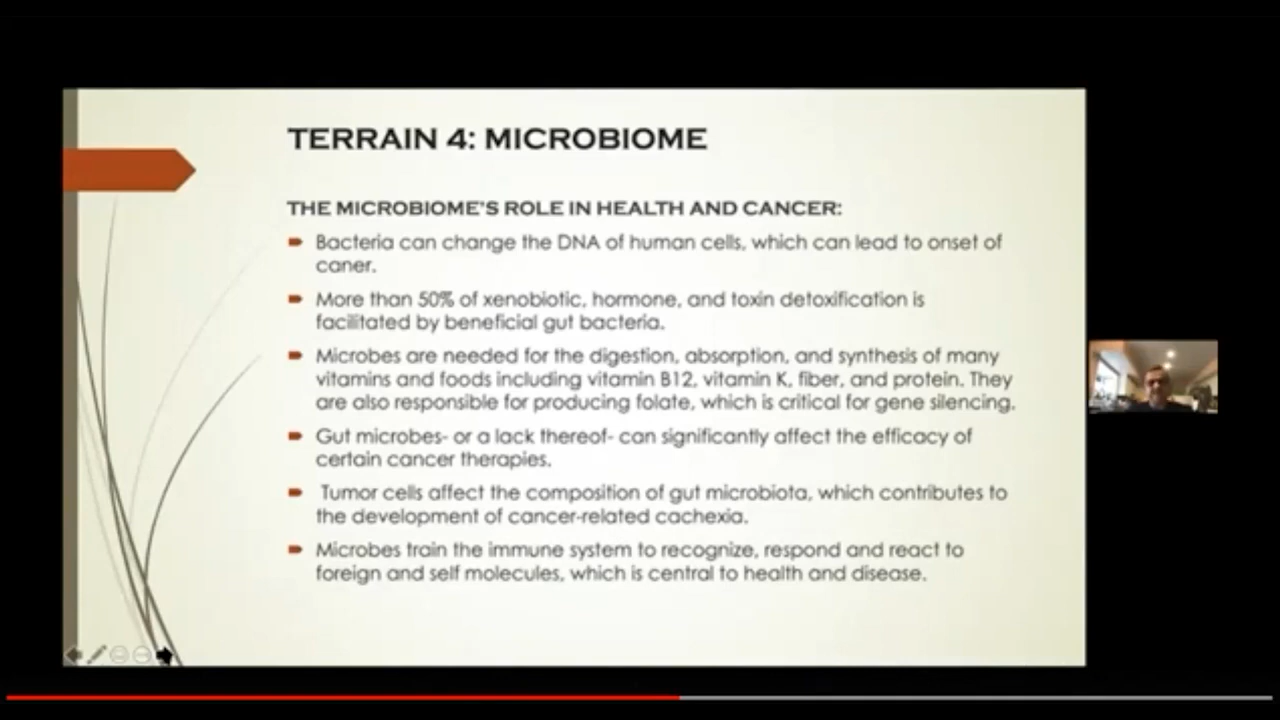 TERRAIN 4: MICROBIOME
THE MICROBIOME'S ROLE IN HEALTH AND CANCER:
Bacteria can change the DNA of human cells, which can lead to onset of
caner.
More than 50% of xenobiotic, hormone, and toxin detoxification is
facilitated by beneficial gut bacteria.
Microbes are needed for the digestion, absorption, and synthesis of many
vitamins and foods including vitamin B12, vitamin K, fiber, and protein. They
are also responsible for producing folate, which is critical for gene silencing.
Gut microbes- or a lack thereof- can significantly affect the efficacy of
certain cancer therapies.
Tumor cells affect the composition of gut microbiota, which contributes to
the development of cancer-related cachexia.
Microbes train the immune system to recognize, respond and react to
foreign and self molecules, which is central to health and disease.